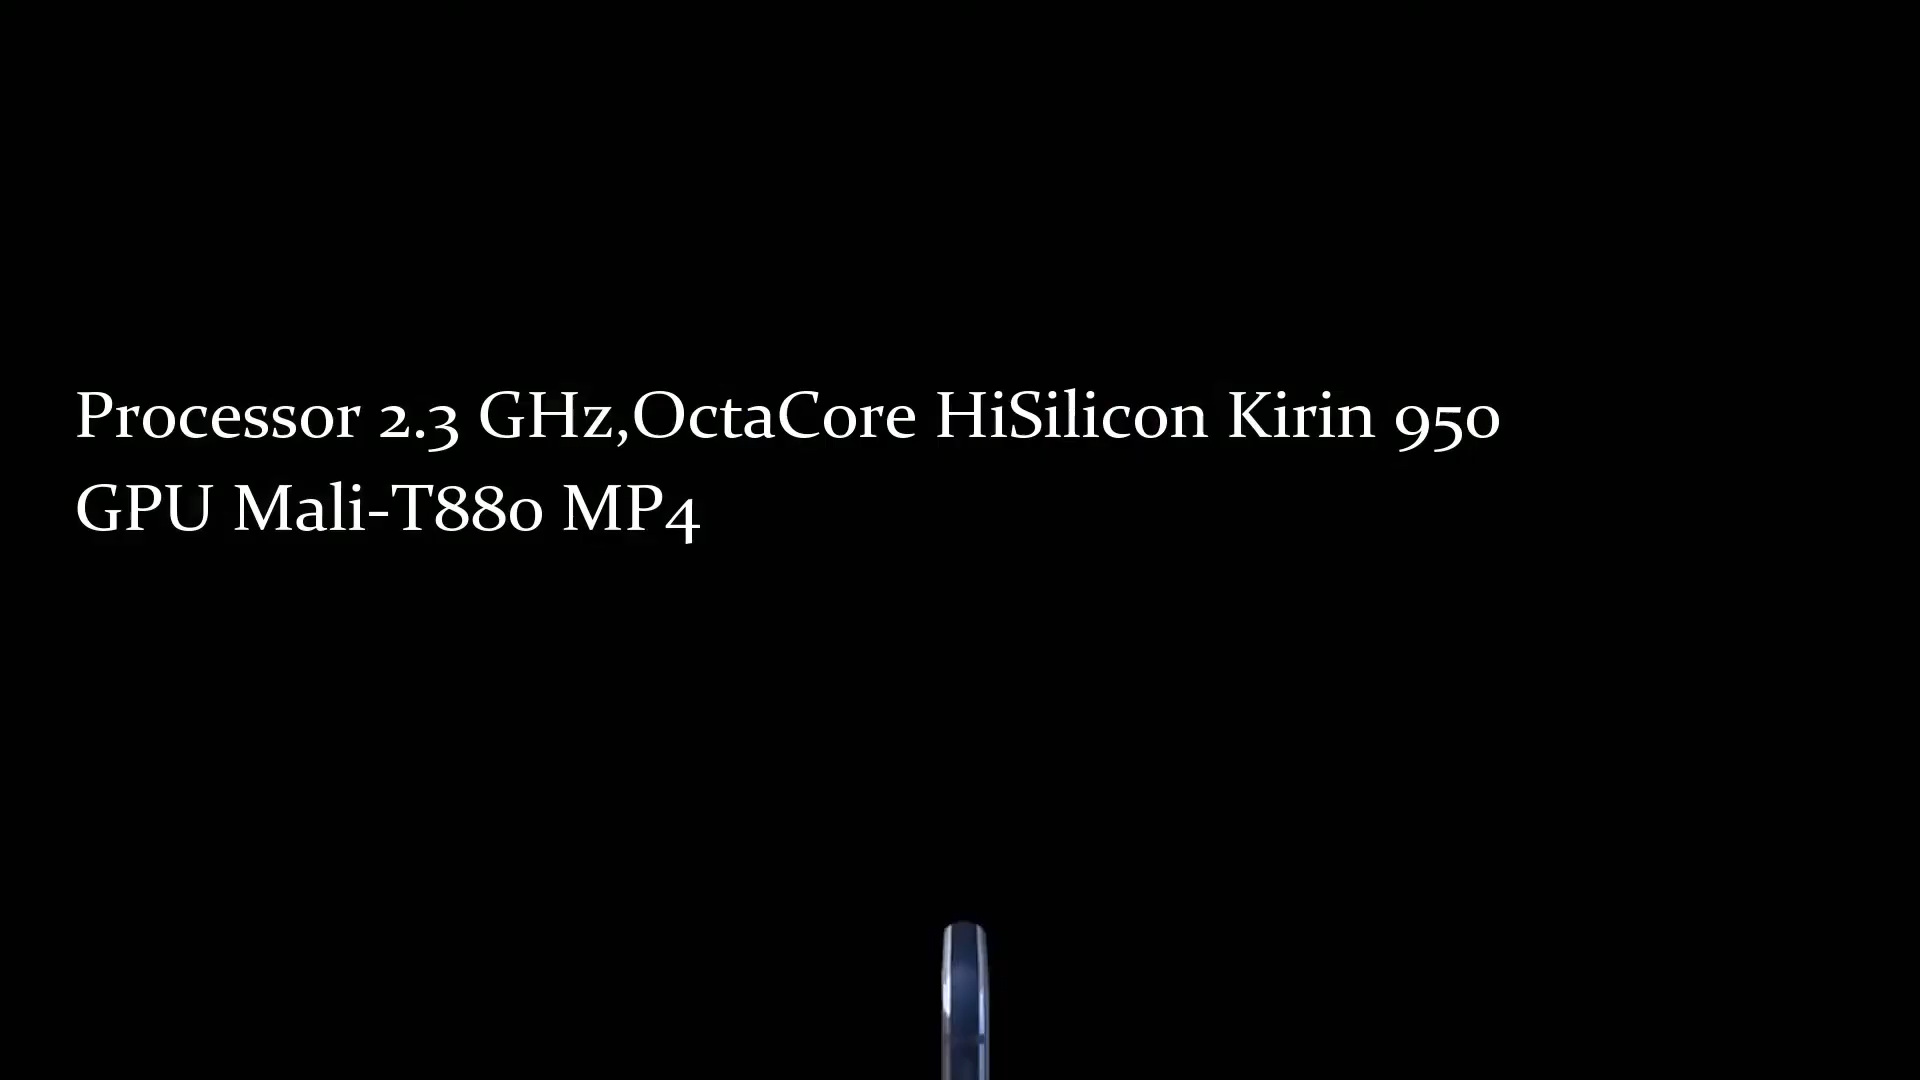 Processor 2.3 GHz,OctaCore HiSilicon Kirin 950
GPU Mali-T880 MP4